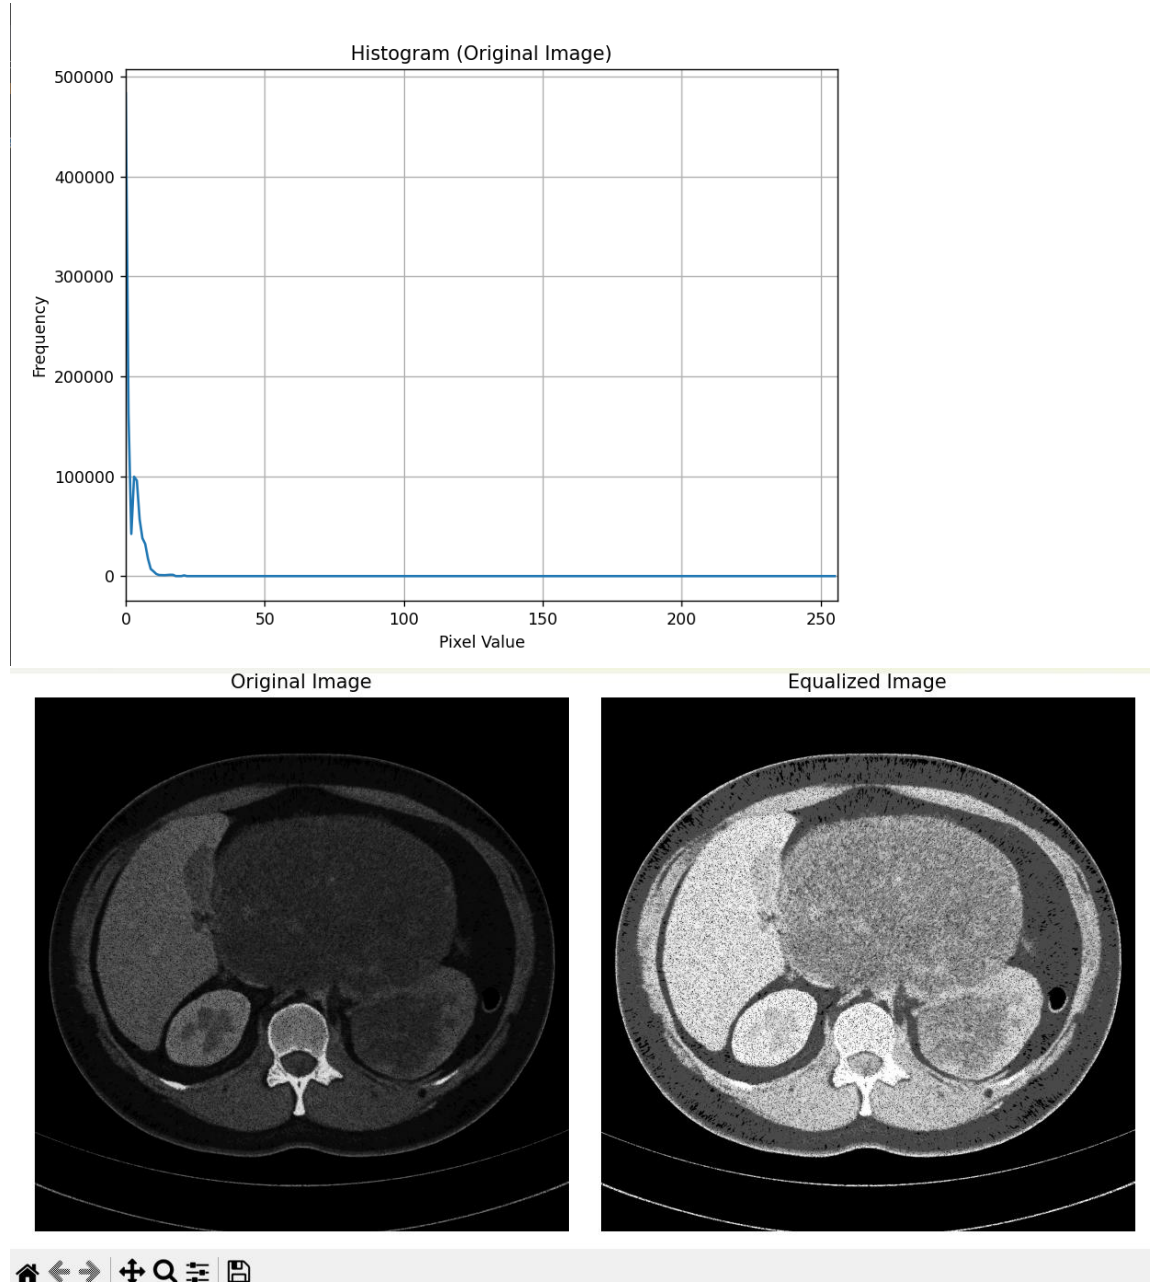 Histogram (Original Image)
500000
400000
300000
200000
100000
0
Frequency
0 50 100 150 200 250
Pixel Value
Original Image Equalized Image